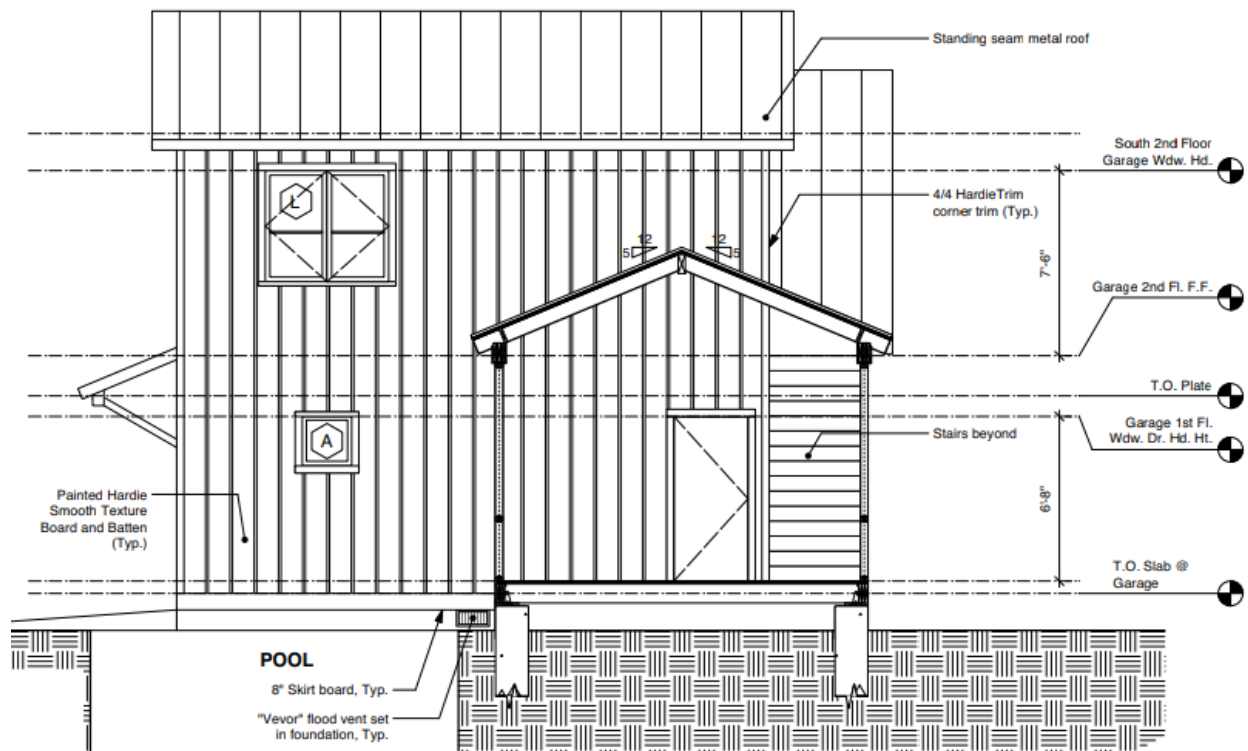 Standing seam metal roof
South 2nd Floor
Garage Wdw. Hd.
L
4/4 HardieTrim
corner trim (Typ.)
12
5
12
5
7'-6"
Garage 2nd Fl. F.F.
T.O. Plate
A
Garage 1st Fl.
Wdw. Dr. Hd. Ht.
Stairs beyond
6'-8"
Painted Hardie
Smooth Texture
Board and Batten
(Typ.)
T.O. Slab @
Garage
POOL
8" Skirt board, Typ.
"Vevor" flood vent set
in foundation, Typ.